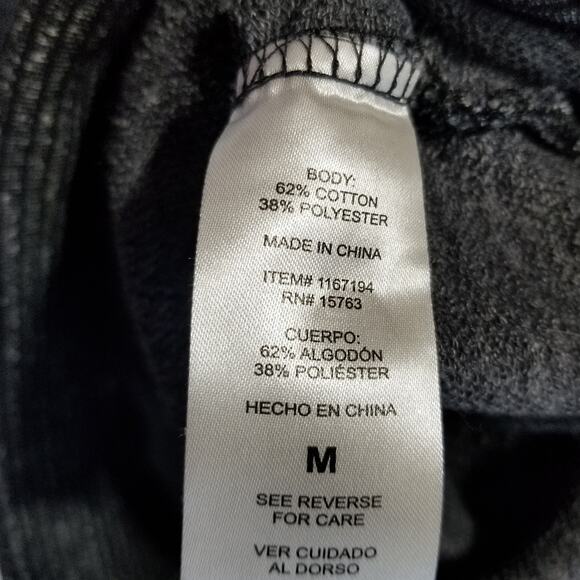 BODY:
62% COTTON
38% POLYESTER
MADE IN CHINA
ITEM# 1167194
RN# 15763
CUERPO:
62% ALGODÓN
38% POLIÉSTER
HECHO EN CHINA
M
SEE REVERSE
FOR CARE
VER CUIDADO
AL DORSO